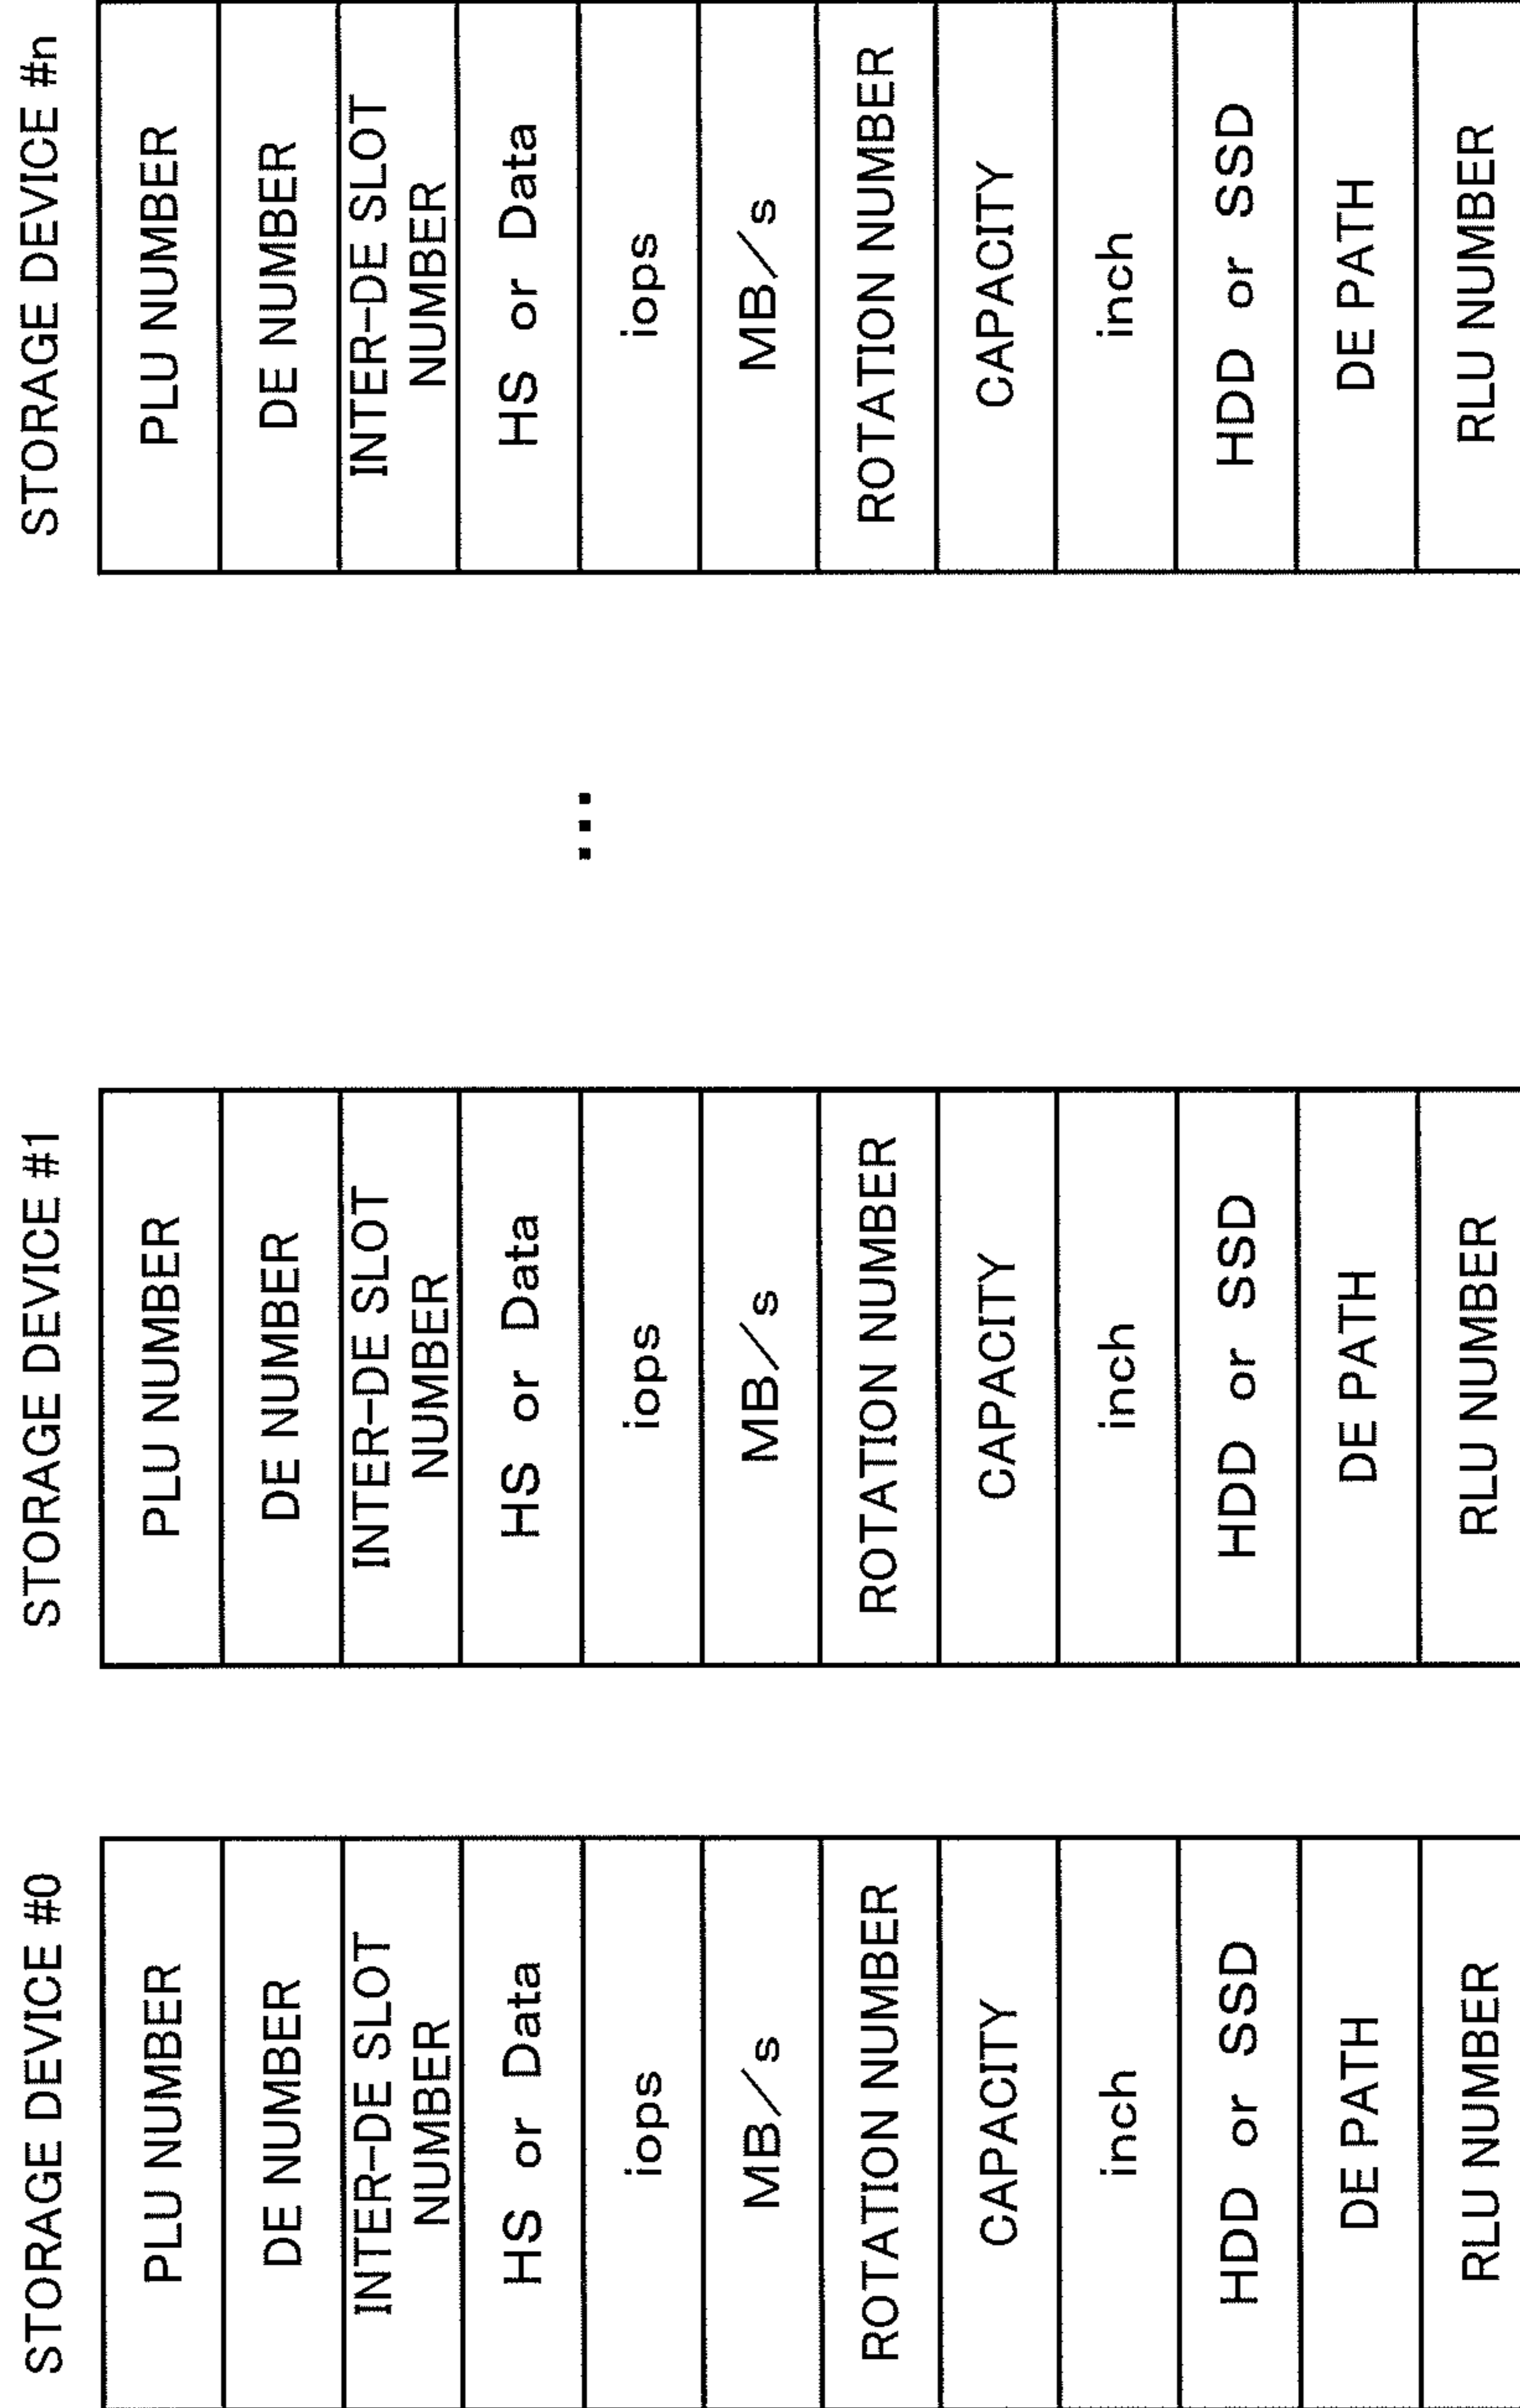 STORAGE DEVICE #0
PLU NUMBER
DE NUMBER
INTER-DE SLOT
NUMBER
HS or Data
iops
MB/s
ROTATION NUMBER
CAPACITY
inch
HDD or SSD
DE PATH
RLU NUMBER
STORAGE DEVICE #1
PLU NUMBER
DE NUMBER
INTER-DE SLOT
NUMBER
HS or Data
iops
MB/s
ROTATION NUMBER
CAPACITY
inch
HDD or SSD
DE PATH
RLU NUMBER
...
STORAGE DEVICE #n
PLU NUMBER
DE NUMBER
INTER-DE SLOT
NUMBER
HS or Data
iops
MB/s
ROTATION NUMBER
CAPACITY
inch
HDD or SSD
DE PATH
RLU NUMBER